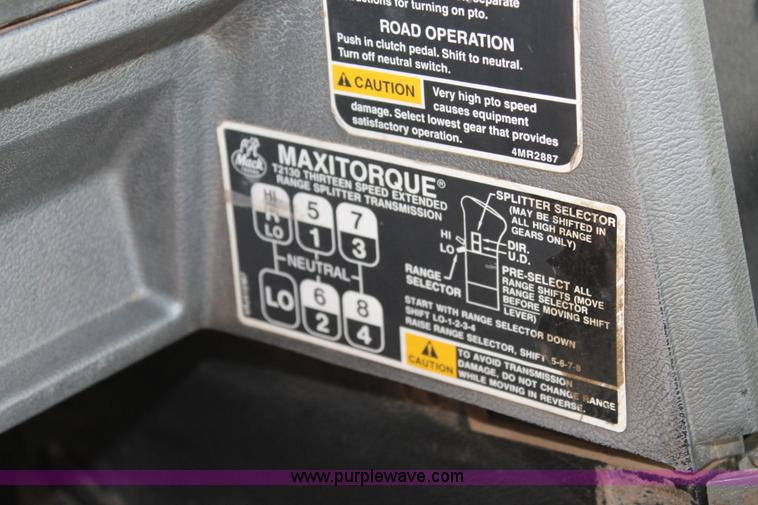 separate
for turning on pto.
ROAD OPERATION
Push in clutch pedal. Shift to neutral.
Turn off neutral switch.
CAUTION
Very high pto speed
causes equipment
damage. Select lowest gear that provides
satisfactory operation.
4MR2887
Mack
MAXITORQUE®
T2130 THIRTEEN SPEED EXTENDED
RANGE SPLITTER TRANSMISSION
HI
R
LO
5
1
7
3
NEUTRAL
LO
6
2
8
4
SPLITTER SELECTOR
(MAY BE SHIFTED IN
ALL HIGH RANGE
GEARS ONLY)
HI
LO
DIR.
U.D.
RANGE
SELECTOR
PRE-SELECT ALL
RANGE SHIFTS (MOVE
RANGE SELECTOR
BEFORE MOVING SHIFT
LEVER)
START WITH RANGE SELECTOR DOWN
SHIFT LO-1-2-3-4
RAISE RANGE SELECTOR, SHIFT 5-6-7-8
CAUTION
TO AVOID TRANSMISSION
DAMAGE, DO NOT CHANGE RANGE
WHILE MOVING IN REVERSE.
www.purplewave.com